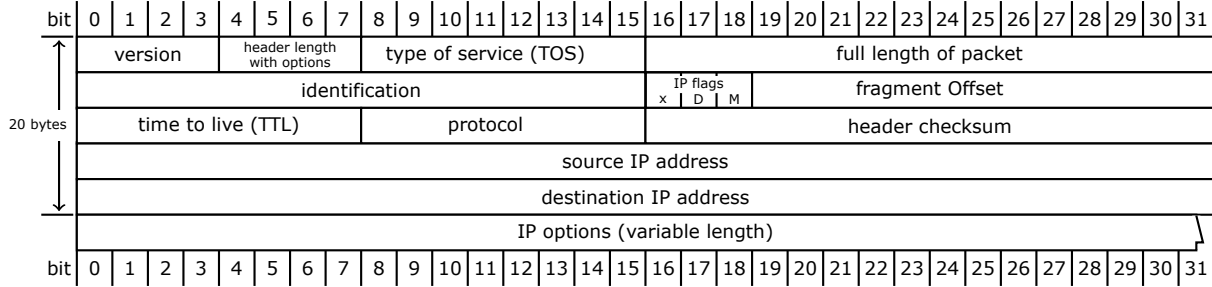 bit 0 1 2 3 4 5 6 7 8 9 10 11 12 13 14 15 16 17 18 19 20 21 22 23 24 25 26 27 28 29 30 31
version header length with options type of service (TOS) full length of packet
identification IP flags x D M fragment Offset
20 bytes time to live (TTL) protocol header checksum
source IP address
destination IP address
IP options (variable length)
bit 0 1 2 3 4 5 6 7 8 9 10 11 12 13 14 15 16 17 18 19 20 21 22 23 24 25 26 27 28 29 30 31